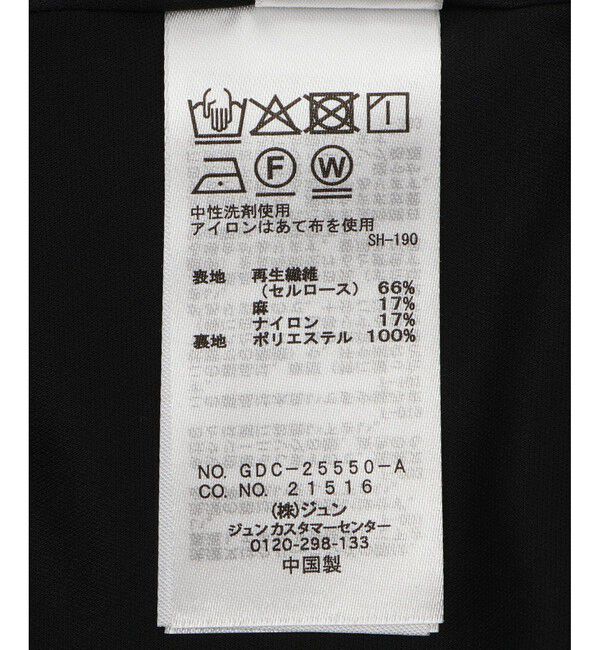 F W
中性洗剤使用
アイロンはあて布を使用
SH-190
表地 再生繊維
(セルロース) 66%
麻 17%
ナイロン 17%
裏地 ポリエステル 100%
NO. GDC-25550-A
CO. NO. 21516
(株)ジュン
ジュンカスタマーセンター
0120-298-133
中国製